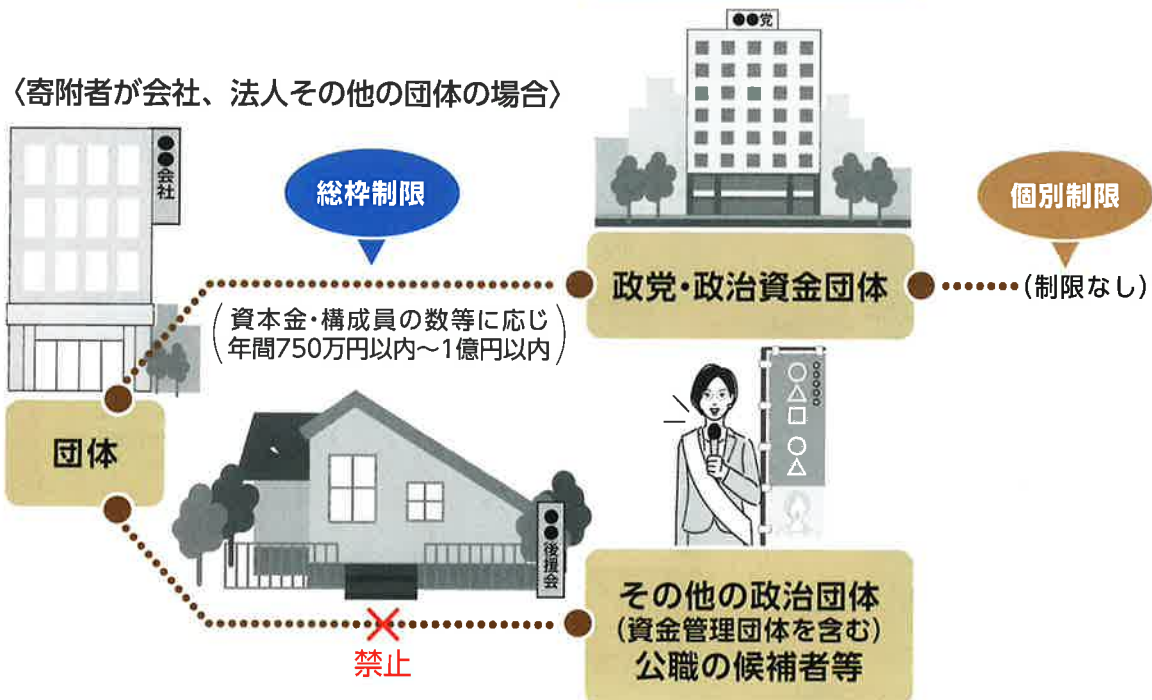 〈寄附者が会社、法人その他の団体の場合〉
●●党
●●会社
総枠制限
個別制限
政党・政治資金団体
(制限なし)
(資本金・構成員の数等に応じ
年間750万円以内～1億円以内)
団体
○△□ ○△
○○○○○
●●後援会
禁止
その他の政治団体
(資金管理団体を含む)
公職の候補者等